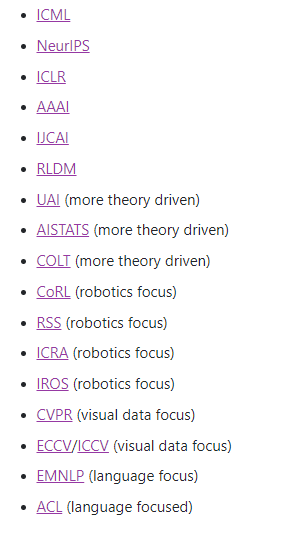 ICML
NeurIPS
ICLR
AAAI
IJCAI
RLDM
UAI (more theory driven)
AISTATS (more theory driven)
COLT (more theory driven)
CoRL (robotics focus)
RSS (robotics focus)
ICRA (robotics focus)
IROS (robotics focus)
CVPR (visual data focus)
ECCV/ICCV (visual data focus)
EMNLP (language focus)
ACL (language focused)